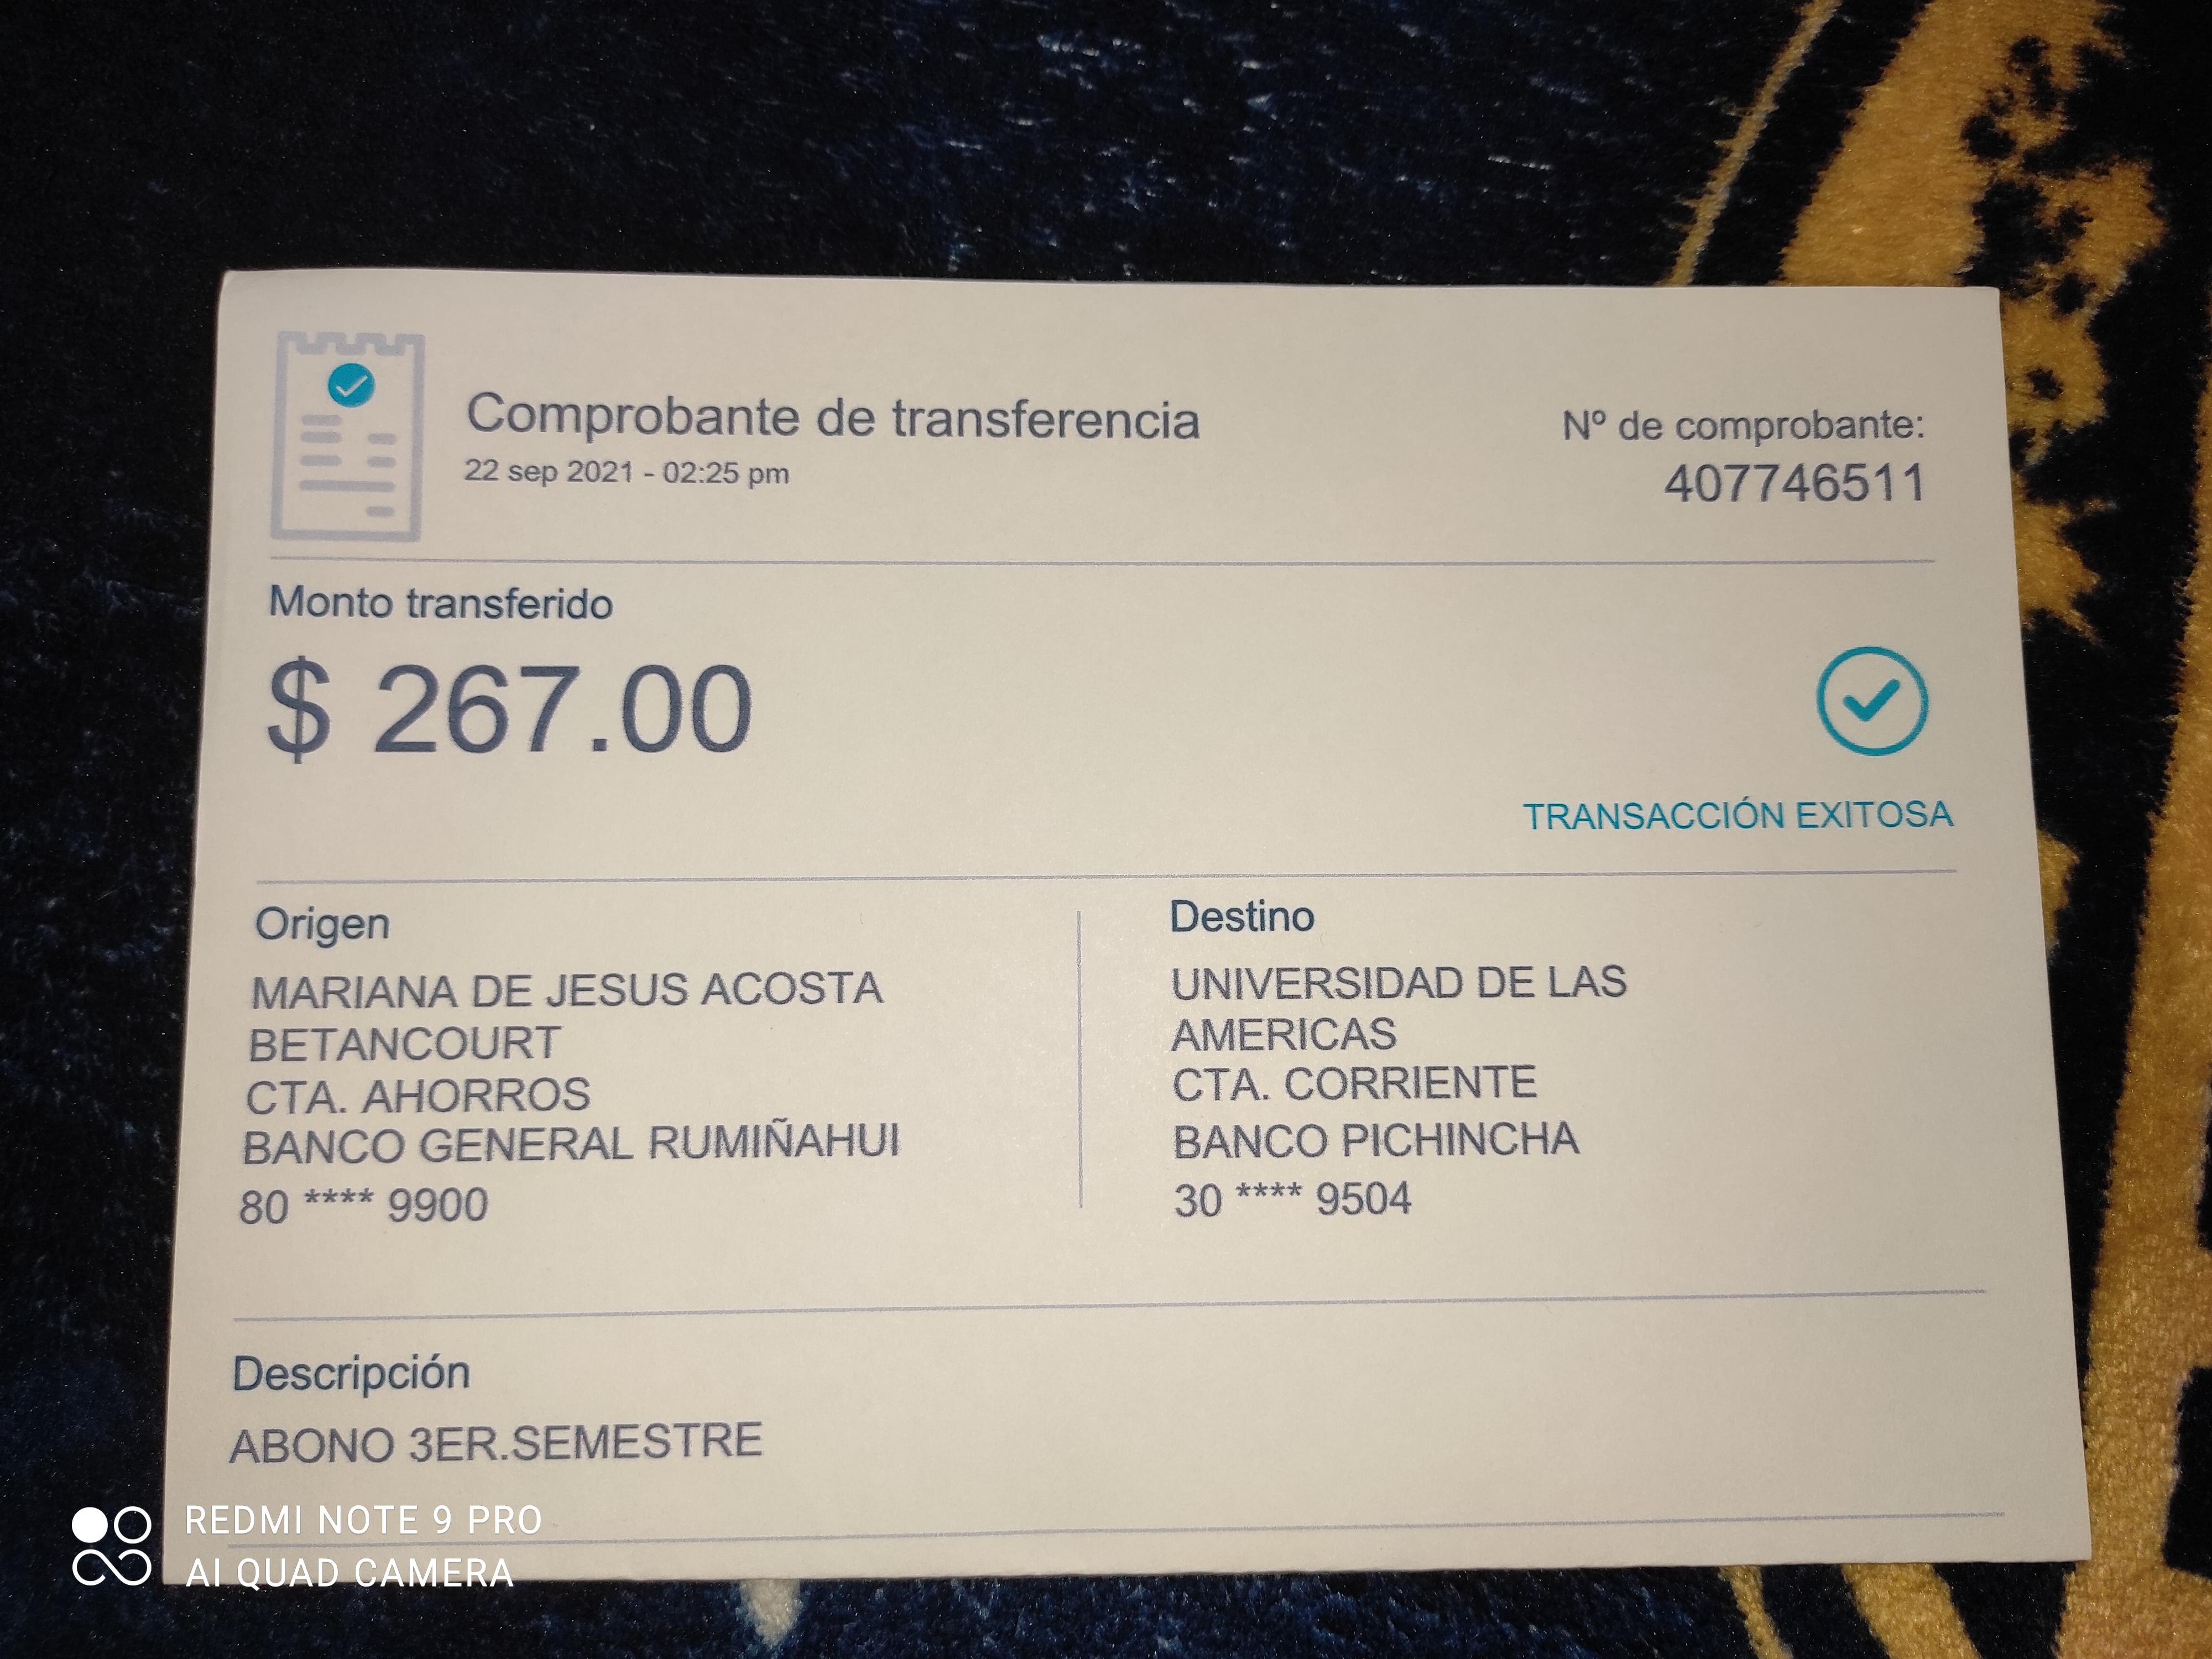 Comprobante de transferencia
22 sep 2021 - 02:25 pm
Nº de comprobante:
407746511
Monto transferido
$ 267.00
TRANSACCIÓN EXITOSA
Origen
MARIANA DE JESUS ACOSTA
BETANCOURT
CTA. AHORROS
BANCO GENERAL RUMIÑAHUI
80 **** 9900
Destino
UNIVERSIDAD DE LAS
AMERICAS
CTA. CORRIENTE
BANCO PICHINCHA
30 **** 9504
Descripción
ABONO 3ER.SEMESTRE
REDMI NOTE 9 PRO
AI QUAD CAMERA